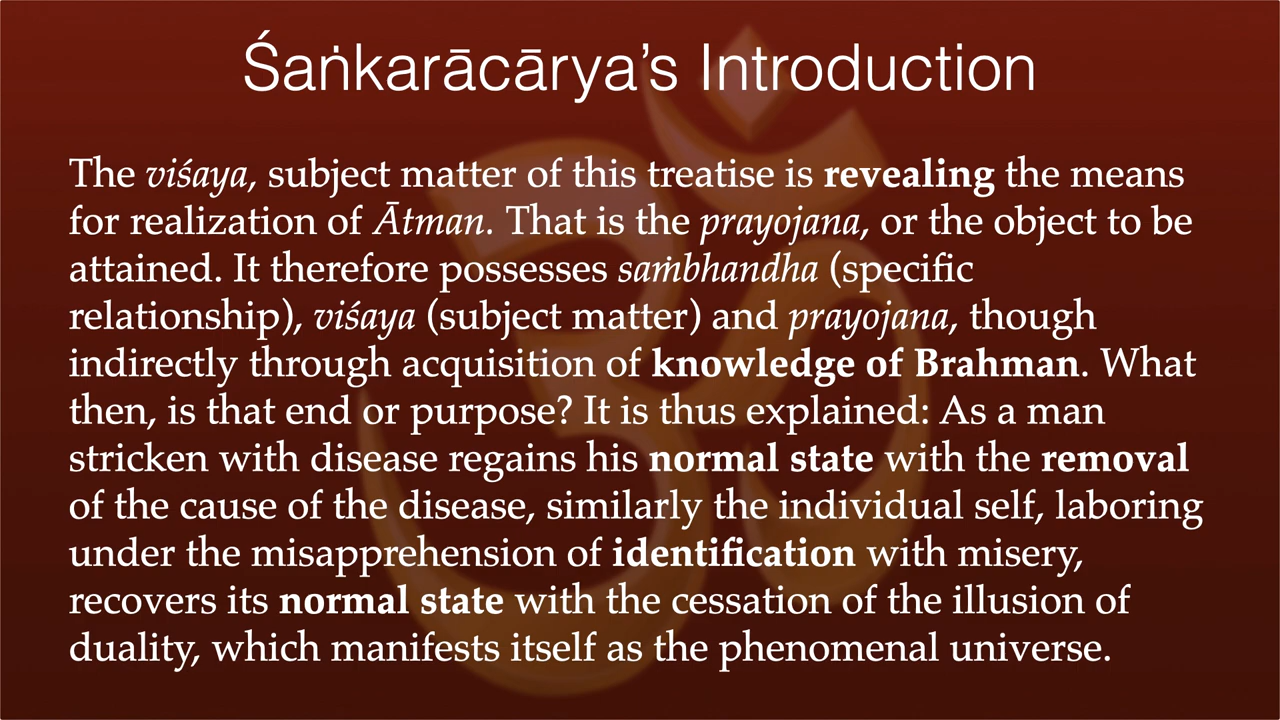 Śaṅkarācārya’s Introduction
The viśaya, subject matter of this treatise is revealing the means
for realization of Ātman. That is the prayojana, or the object to be
attained. It therefore possesses saṁbhandha (specific
relationship), viśaya (subject matter) and prayojana, though
indirectly through acquisition of knowledge of Brahman. What
then, is that end or purpose? It is thus explained: As a man
stricken with disease regains his normal state with the removal
of the cause of the disease, similarly the individual self, laboring
under the misapprehension of identification with misery,
recovers its normal state with the cessation of the illusion of
duality, which manifests itself as the phenomenal universe.